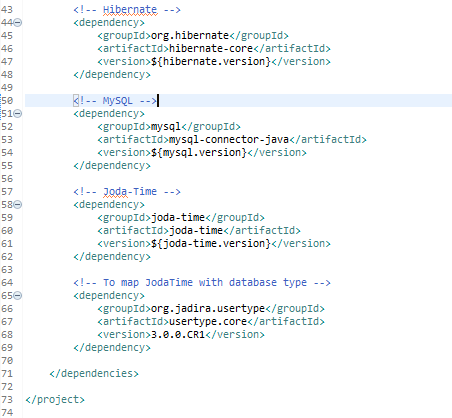 43 <!-- Hibernate -->
44 <dependency>
45 <groupId>org.hibernate</groupId>
46 <artifactId>hibernate-core</artifactId>
47 <version>${hibernate.version}</version>
48 </dependency>
49
50 <!-- MySQL -->
51 <dependency>
52 <groupId>mysql</groupId>
53 <artifactId>mysql-connector-java</artifactId>
54 <version>${mysql.version}</version>
55 </dependency>
56
57 <!-- Joda-Time -->
58 <dependency>
59 <groupId>joda-time</groupId>
60 <artifactId>joda-time</artifactId>
61 <version>${joda-time.version}</version>
62 </dependency>
63
64 <!-- To map JodaTime with database type -->
65 <dependency>
66 <groupId>org.jadira.usertype</groupId>
67 <artifactId>usertype.core</artifactId>
68 <version>3.0.0.CR1</version>
69 </dependency>
70
71 </dependencies>
72
73 </project>
74